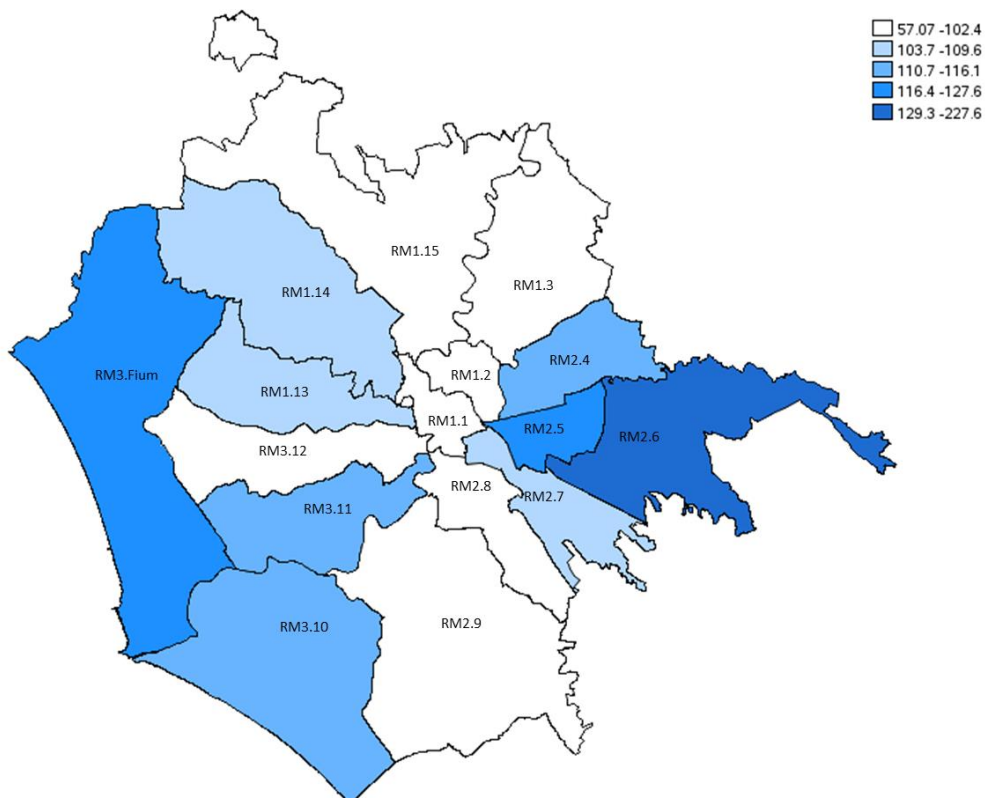 57.07 -102.4
103.7 -109.6
110.7 -116.1
116.4 -127.6
129.3 -227.6
RM1.15
RM1.3
RM1.14
RM2.4
RM3.Fium
RM1.2
RM1.13
RM1.1
RM2.5
RM2.6
RM3.12
RM2.8
RM2.7
RM3.11
RM2.9
RM3.10